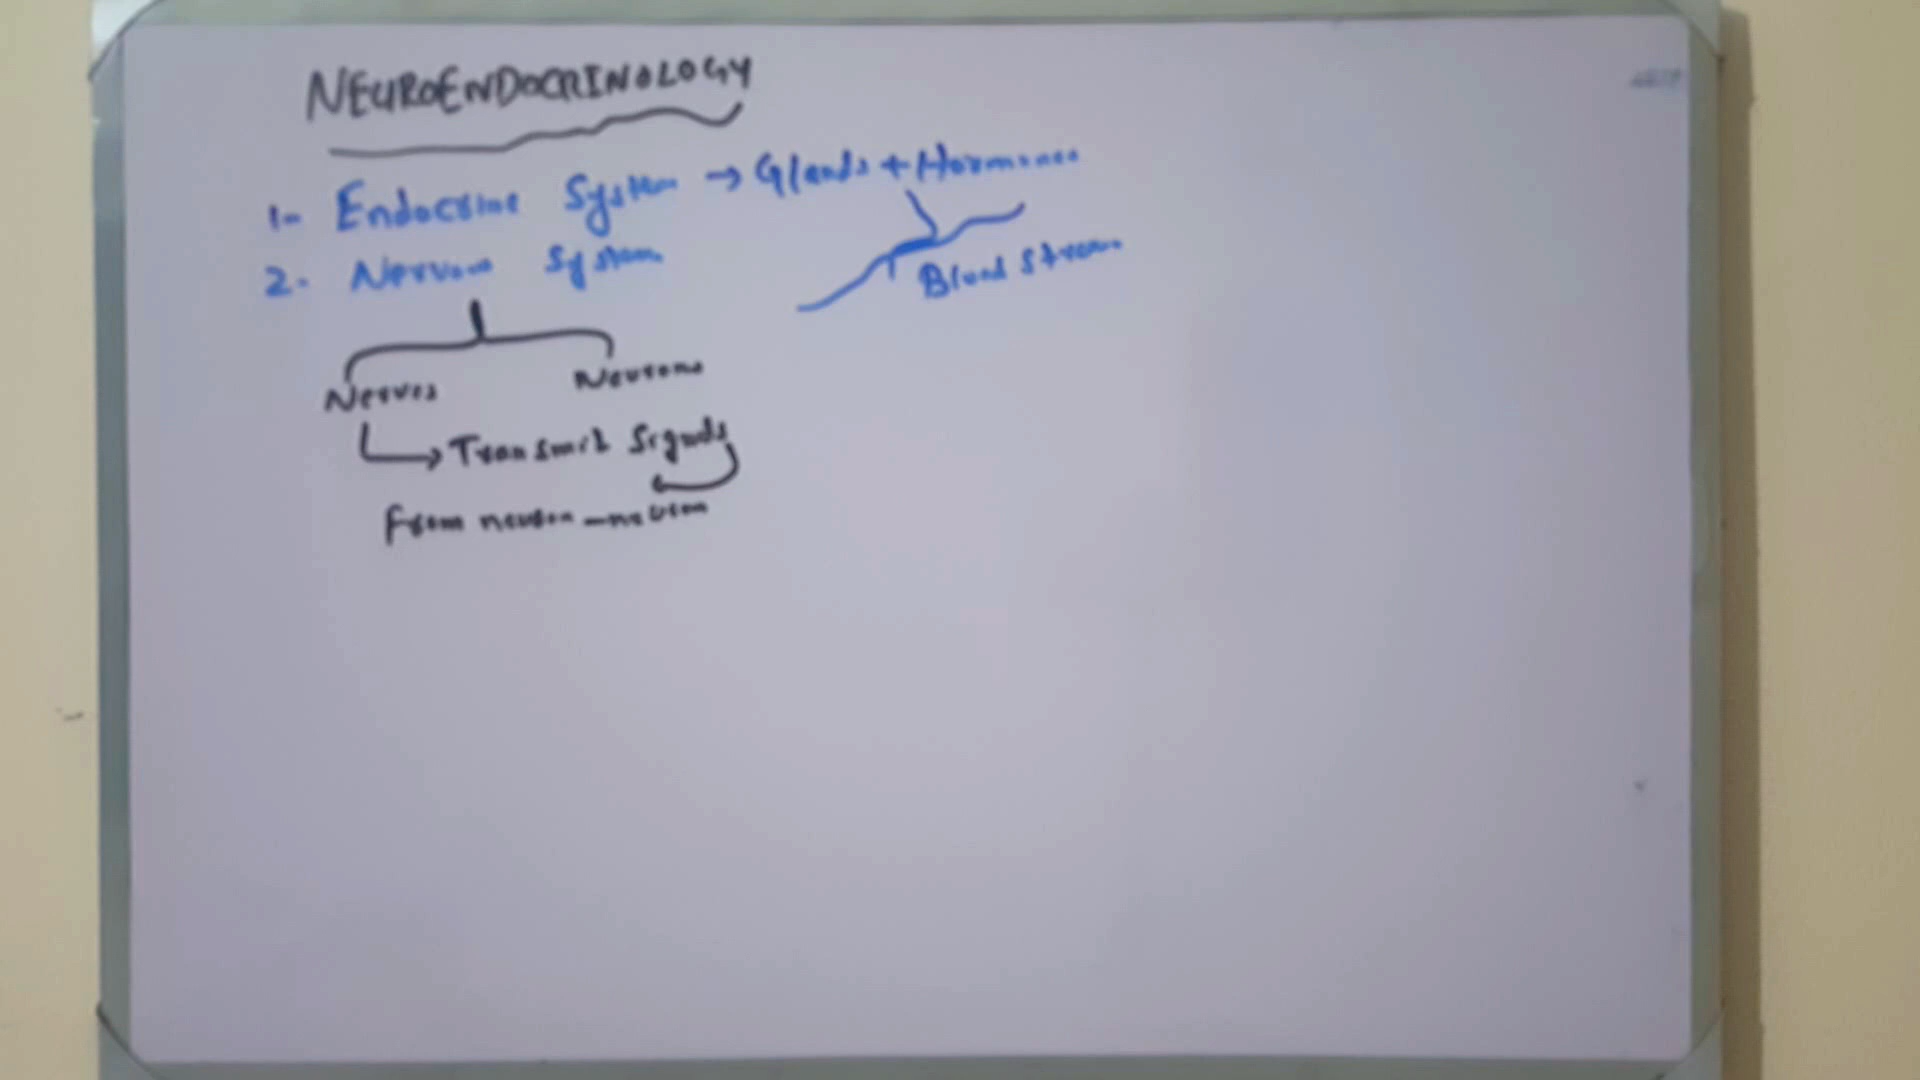 NEUROENDOCRINOLOGY
1- Endocrine System → Glands + Hormones
2. Nervous System
Blood Stream
Nerves Neurons
→ Transmit Signals
From neuron - neuron